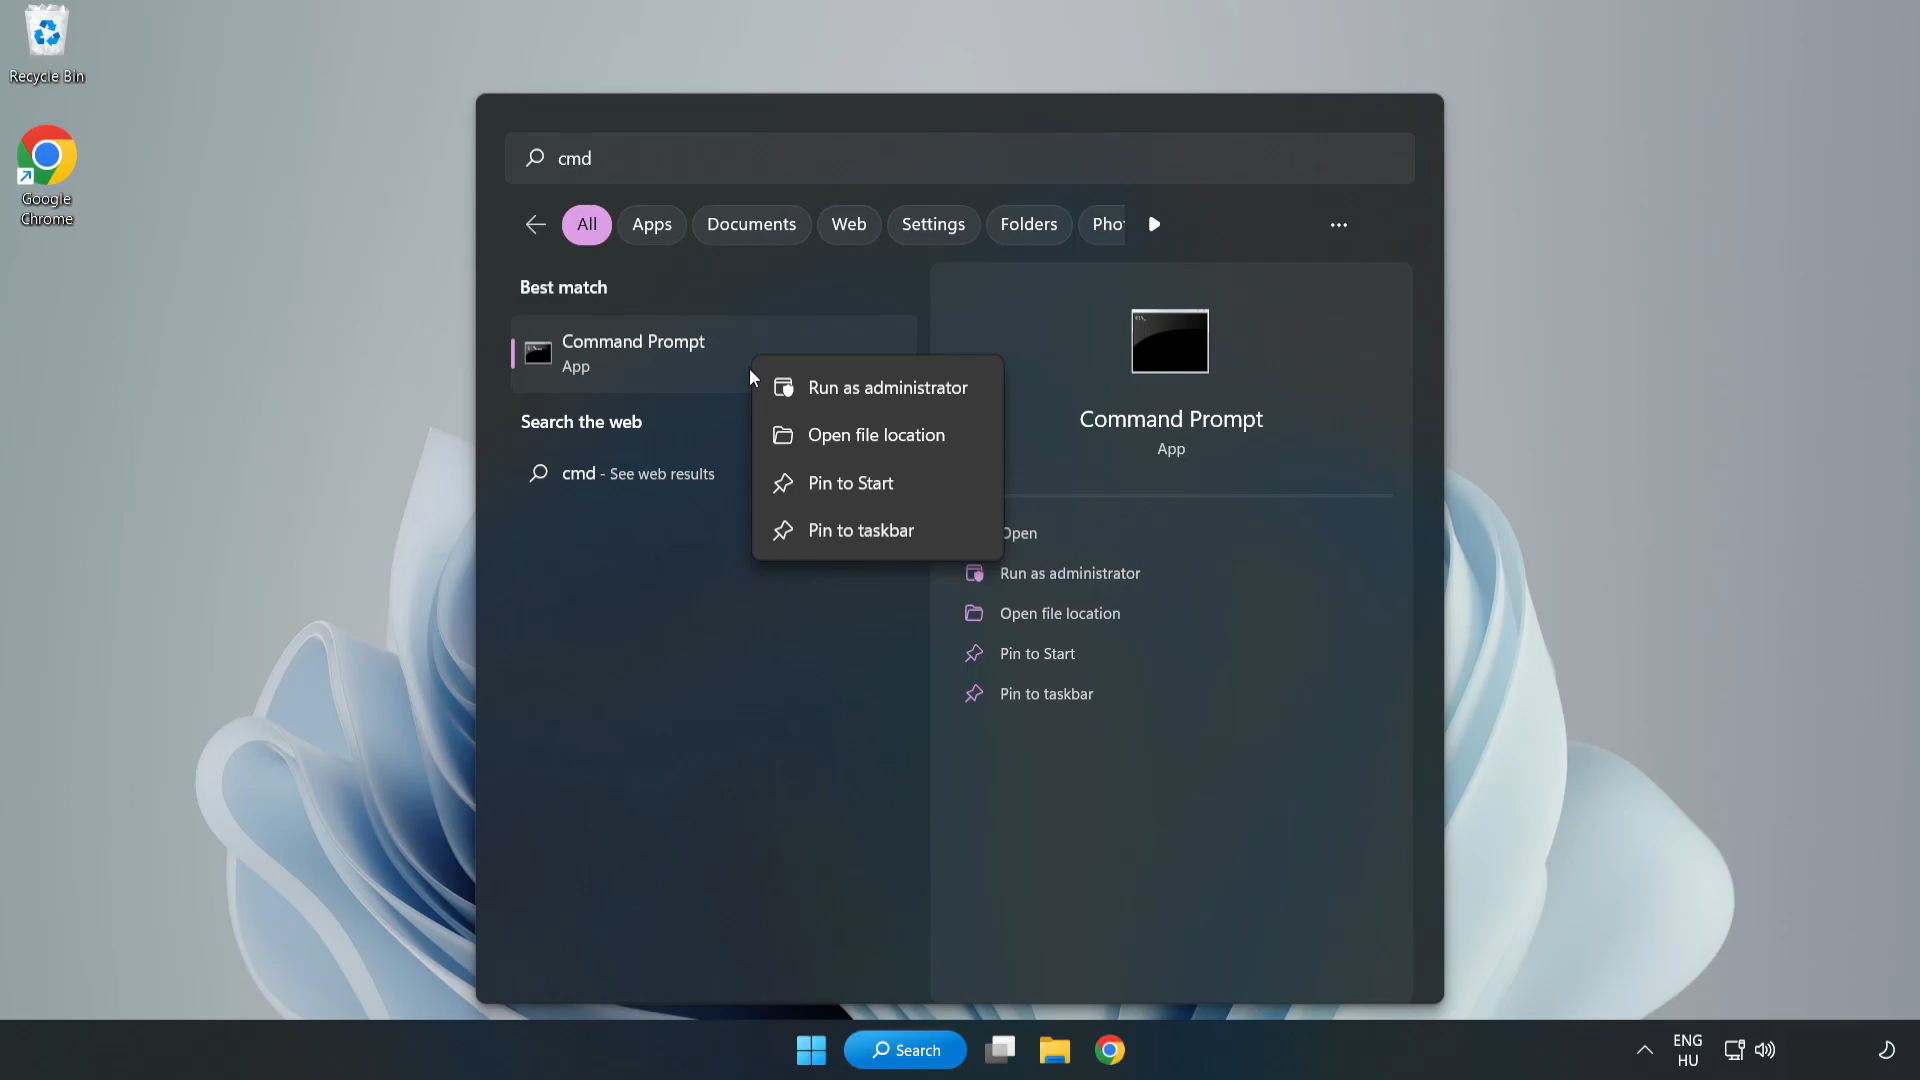 Recycle Bin
Google
Chrome
cmd
All
Apps
Documents
Web
Settings
Folders
Best match
Command Prompt
App
Search the web
cmd - See web results
Run as administrator
Open file location
Pin to Start
Pin to taskbar
Command Prompt
App
Open
Run as administrator
Open file location
Pin to Start
Pin to taskbar
Search
ENG
HU